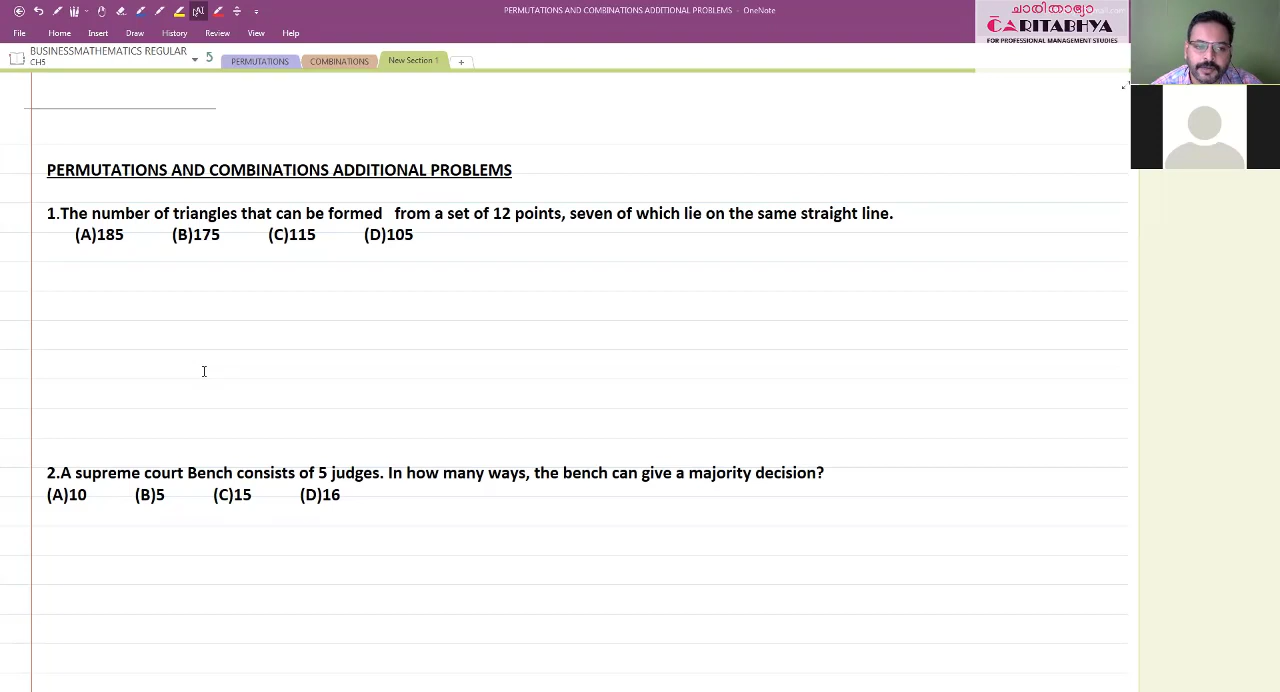 PERMUTATIONS AND COMBINATIONS ADDITIONAL PROBLEMS - OneNote
ചാരിതാഭ്യാ
CARITABHYA
FOR PROFESSIONAL MANAGEMENT STUDIES
File Home Insert Draw History Review View Help
BUSINESSMATHEMATICS REGULAR
CH5
PERMUTATIONS COMBINATIONS New Section 1 +
PERMUTATIONS AND COMBINATIONS ADDITIONAL PROBLEMS
1.The number of triangles that can be formed from a set of 12 points, seven of which lie on the same straight line.
(A)185 (B)175 (C)115 (D)105
2.A supreme court Bench consists of 5 judges. In how many ways, the bench can give a majority decision?
(A)10 (B)5 (C)15 (D)16